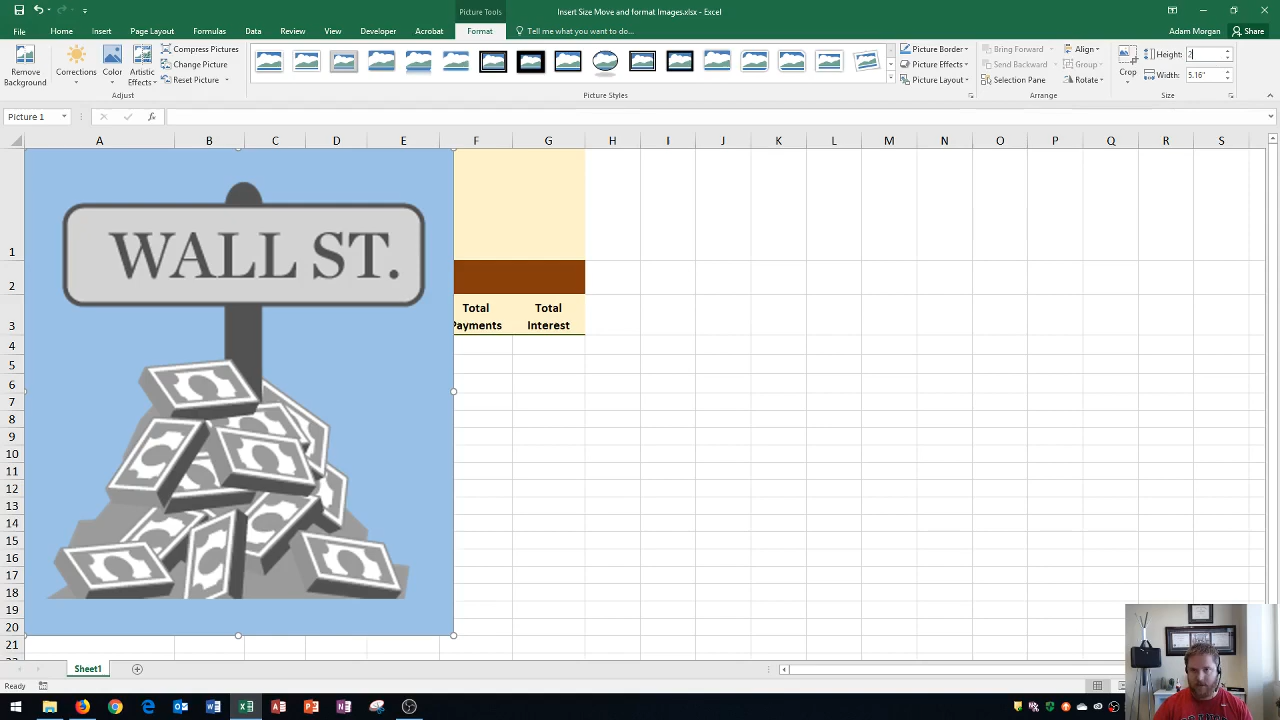 Picture Tools
Insert Size Move and format Images.xlsx - Excel
Adam Morgan
File Home Insert Page Layout Formulas Data Review View Developer Acrobat Format Tell me what you want to do... Share
Remove Background
Corrections
Color
Artistic Effects
Compress Pictures
Change Picture
Reset Picture
Adjust
Picture Styles
Picture Border
Picture Effects
Picture Layout
Bring Forward
Send Backward
Selection Pane
Align
Group
Rotate
Arrange
Crop
Height:
Width: 5.16"
Size
Picture 1
fx
A B C D E F G H I J K L M N O P Q R S
1
WALL ST.
2
3
Total Payments
Total Interest
4
5
6
7
8
9
10
11
12
13
14
15
16
17
18
19
20
21
Sheet1
Ready